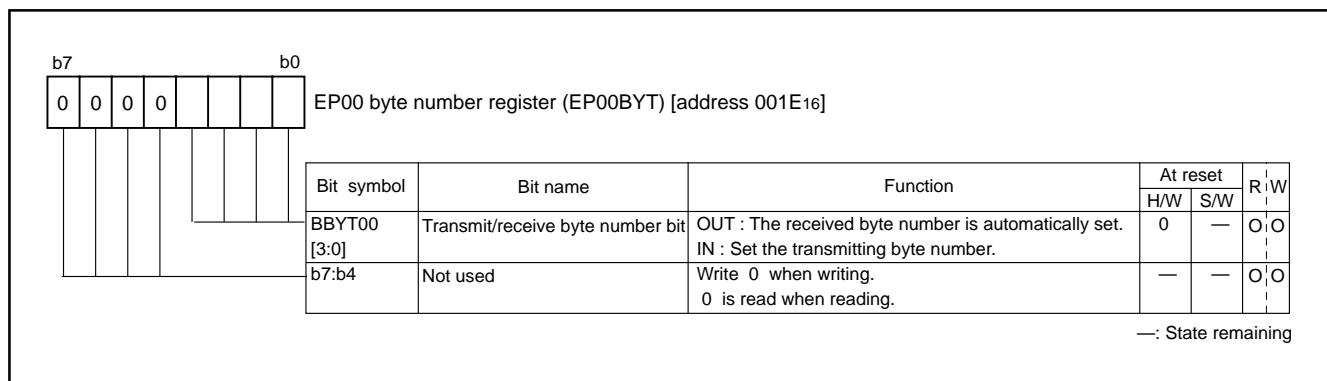 b7 b0
0 0 0 0
EP00 byte number register (EP00BYT) [address 001E16]
Bit symbol Bit name Function At reset R W
H/W S/W
BBYT00 Transmit/receive byte number bit OUT : The received byte number is automatically set. 0 — O O
[3:0] IN : Set the transmitting byte number.
b7:b4 Not used Write 0 when writing. — — O O
0 is read when reading.
—: State remaining